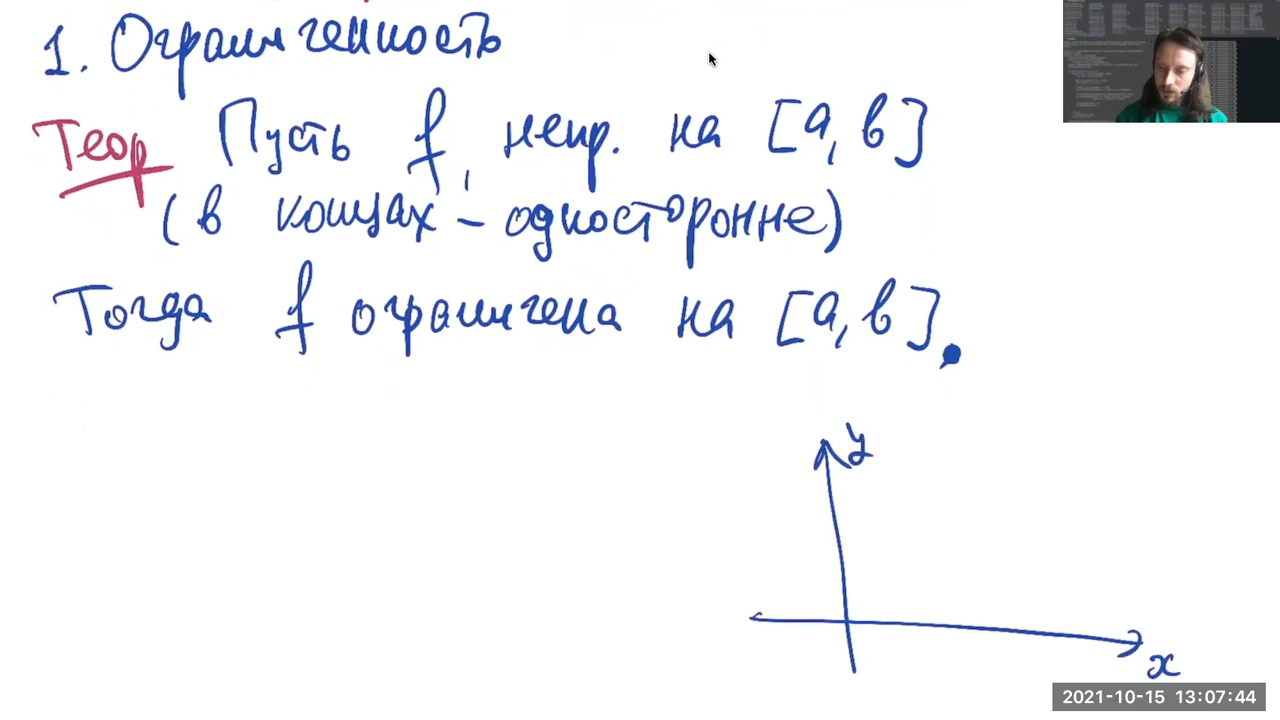 1. Ограниченность
Теор Пусть f, непр. на [a, b]
(в концах - односторонне)
Тогда f ограничена на [a, b].
y
x
2021-10-15 13:07:44